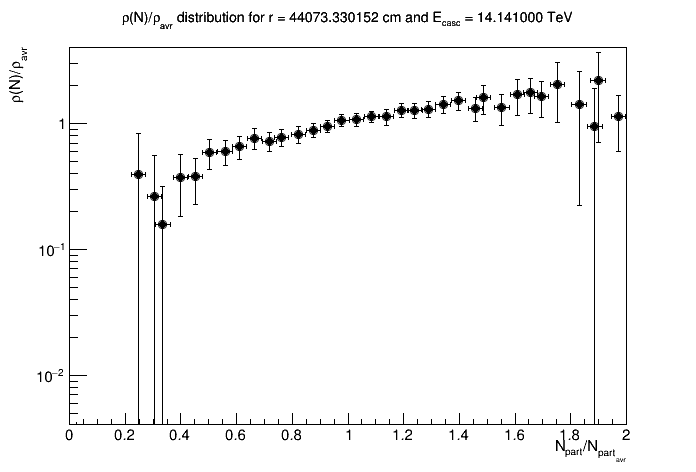 ρ(N)/ρavr distribution for r = 44073.330152 cm and Ecasc = 14.141000 TeV
ρ(N)/ρavr
1
10−1
10−2
0 0.2 0.4 0.6 0.8 1 1.2 1.4 1.6 1.8 2
Npart/Npartavr